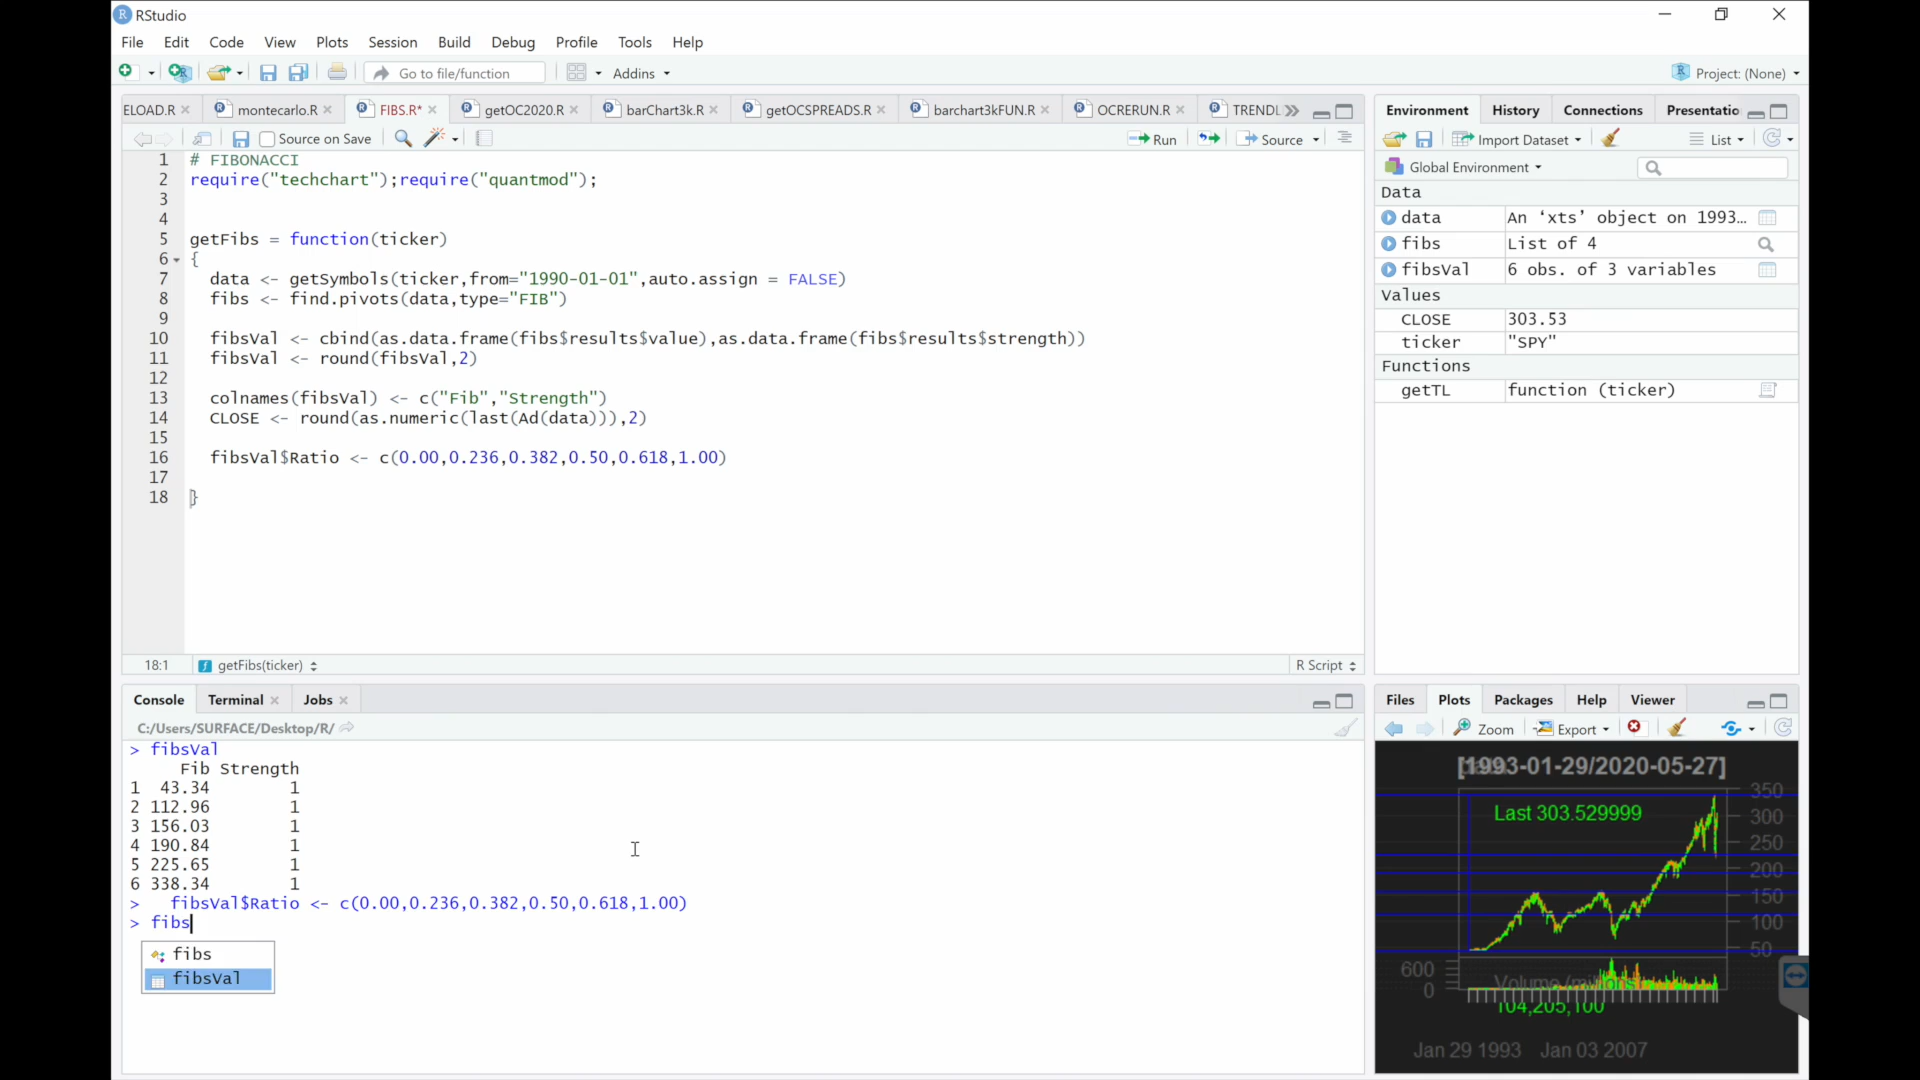 RStudio
File Edit Code View Plots Session Build Debug Profile Tools Help
Go to file/function Addins Project: (None)
ELOAD.R montecarlo.R FIBS.R* getOC2020.R barChart3k.R getOCSPREADS.R barchart3kFUN.R OCRERUN.R TRENDL
Source on Save Run Source
1 # FIBONACCI
2 require("techchart");require("quantmod");
3
4
5 getFibs = function(ticker)
6 {
7 data <- getSymbols(ticker,from="1990-01-01",auto.assign = FALSE)
8 fibs <- find.pivots(data,type="FIB")
9
10 fibsVal <- cbind(as.data.frame(fibs$results$value),as.data.frame(fibs$results$strength))
11 fibsVal <- round(fibsVal,2)
12
13 colnames(fibsVal) <- c("Fib","Strength")
14 CLOSE <- round(as.numeric(last(Ad(data))),2)
15
16 fibsVal$Ratio <- c(0.00,0.236,0.382,0.50,0.618,1.00)
17
18 }
18:1 getFibs(ticker) R Script
Console Terminal Jobs
C:/Users/SURFACE/Desktop/R/
> fibsVal
Fib Strength
1 43.34 1
2 112.96 1
3 156.03 1
4 190.84 1
5 225.65 1
6 338.34 1
> fibsVal$Ratio <- c(0.00,0.236,0.382,0.50,0.618,1.00)
> fibs
fibs
fibsVal
Environment History Connections Presentatio
Import Dataset List
Global Environment
Data
data An ‘xts’ object on 1993…
fibs List of 4
fibsVal 6 obs. of 3 variables
Values
CLOSE 303.53
ticker "SPY"
Functions
getTL function (ticker)
Files Plots Packages Help Viewer
Zoom Export
[1993-01-29/2020-05-27]
350
Last 303.529999
300
250
200
150
100
50
600
Volume (millions)
0
104,205,100
Jan 29 1993 Jan 03 2007